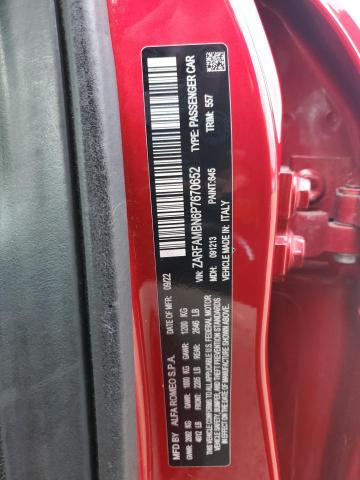 MFD BY ALFA ROMEO S.P.A. DATE OF MFR: 09/22
GVWR: 2082 KG GAWR: 1000 KG GAWR: 1200 KG
4612 LB FRONT: 2205 LB REAR: 2646 LB
THIS VEHICLE CONFORMS TO ALL APPLICABLE U.S. FEDERAL MOTOR
VEHICLE SAFETY, BUMPER, AND THEFT PREVENTION STANDARDS
IN EFFECT ON THE DATE OF MANUFACTURE SHOWN ABOVE.
VIN: ZARFAMBN6P7670652 TYPE: PASSENGER CAR
MDH: 091213 PAINT: 645 TRIM: 557
VEHICLE MADE IN: ITALY